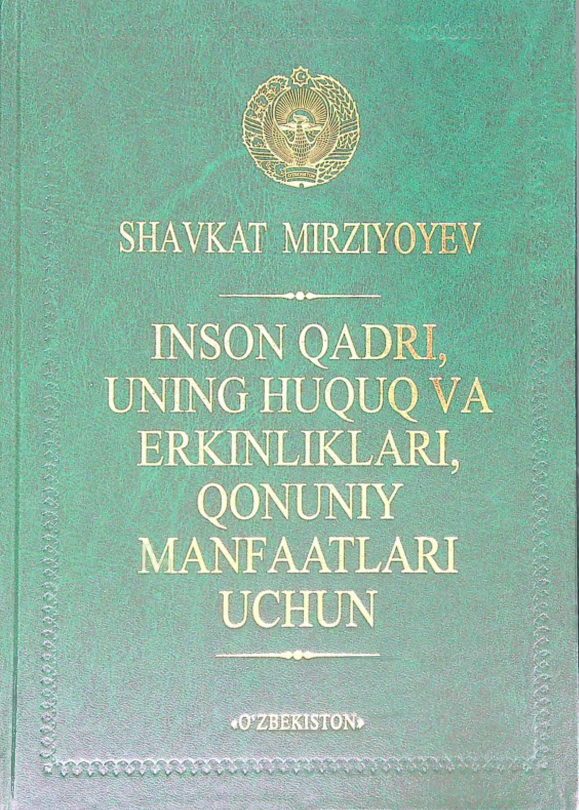 SHAVKAT MIRZIYOYEV
INSON QADRI,
UNING HUQUQ VA
ERKINLIKLARI,
QONUNIY
MANFAATLARI
UCHUN
«O‘ZBEKISTON»